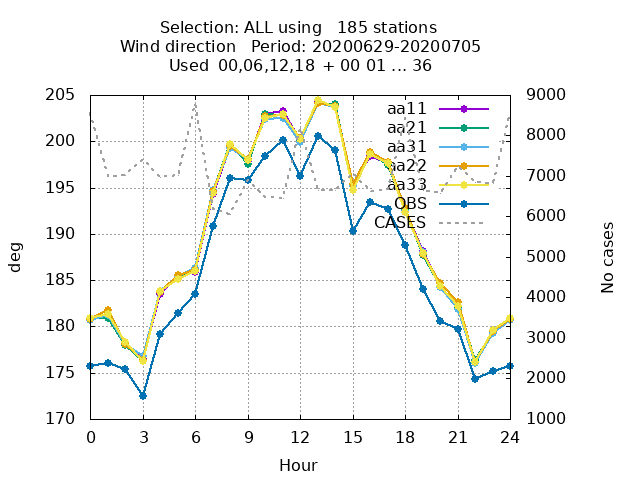 Selection: ALL using   185 stations
Wind direction   Period: 20200629-20200705
Used  00,06,12,18 + 00 01 ... 36
205
200
195
190
185
180
175
170
9000
8000
7000
6000
5000
4000
3000
2000
1000
deg
No cases
aa11
aa21
aa31
aa22
aa33
OBS
CASES
0 3 6 9 12 15 18 21 24
Hour